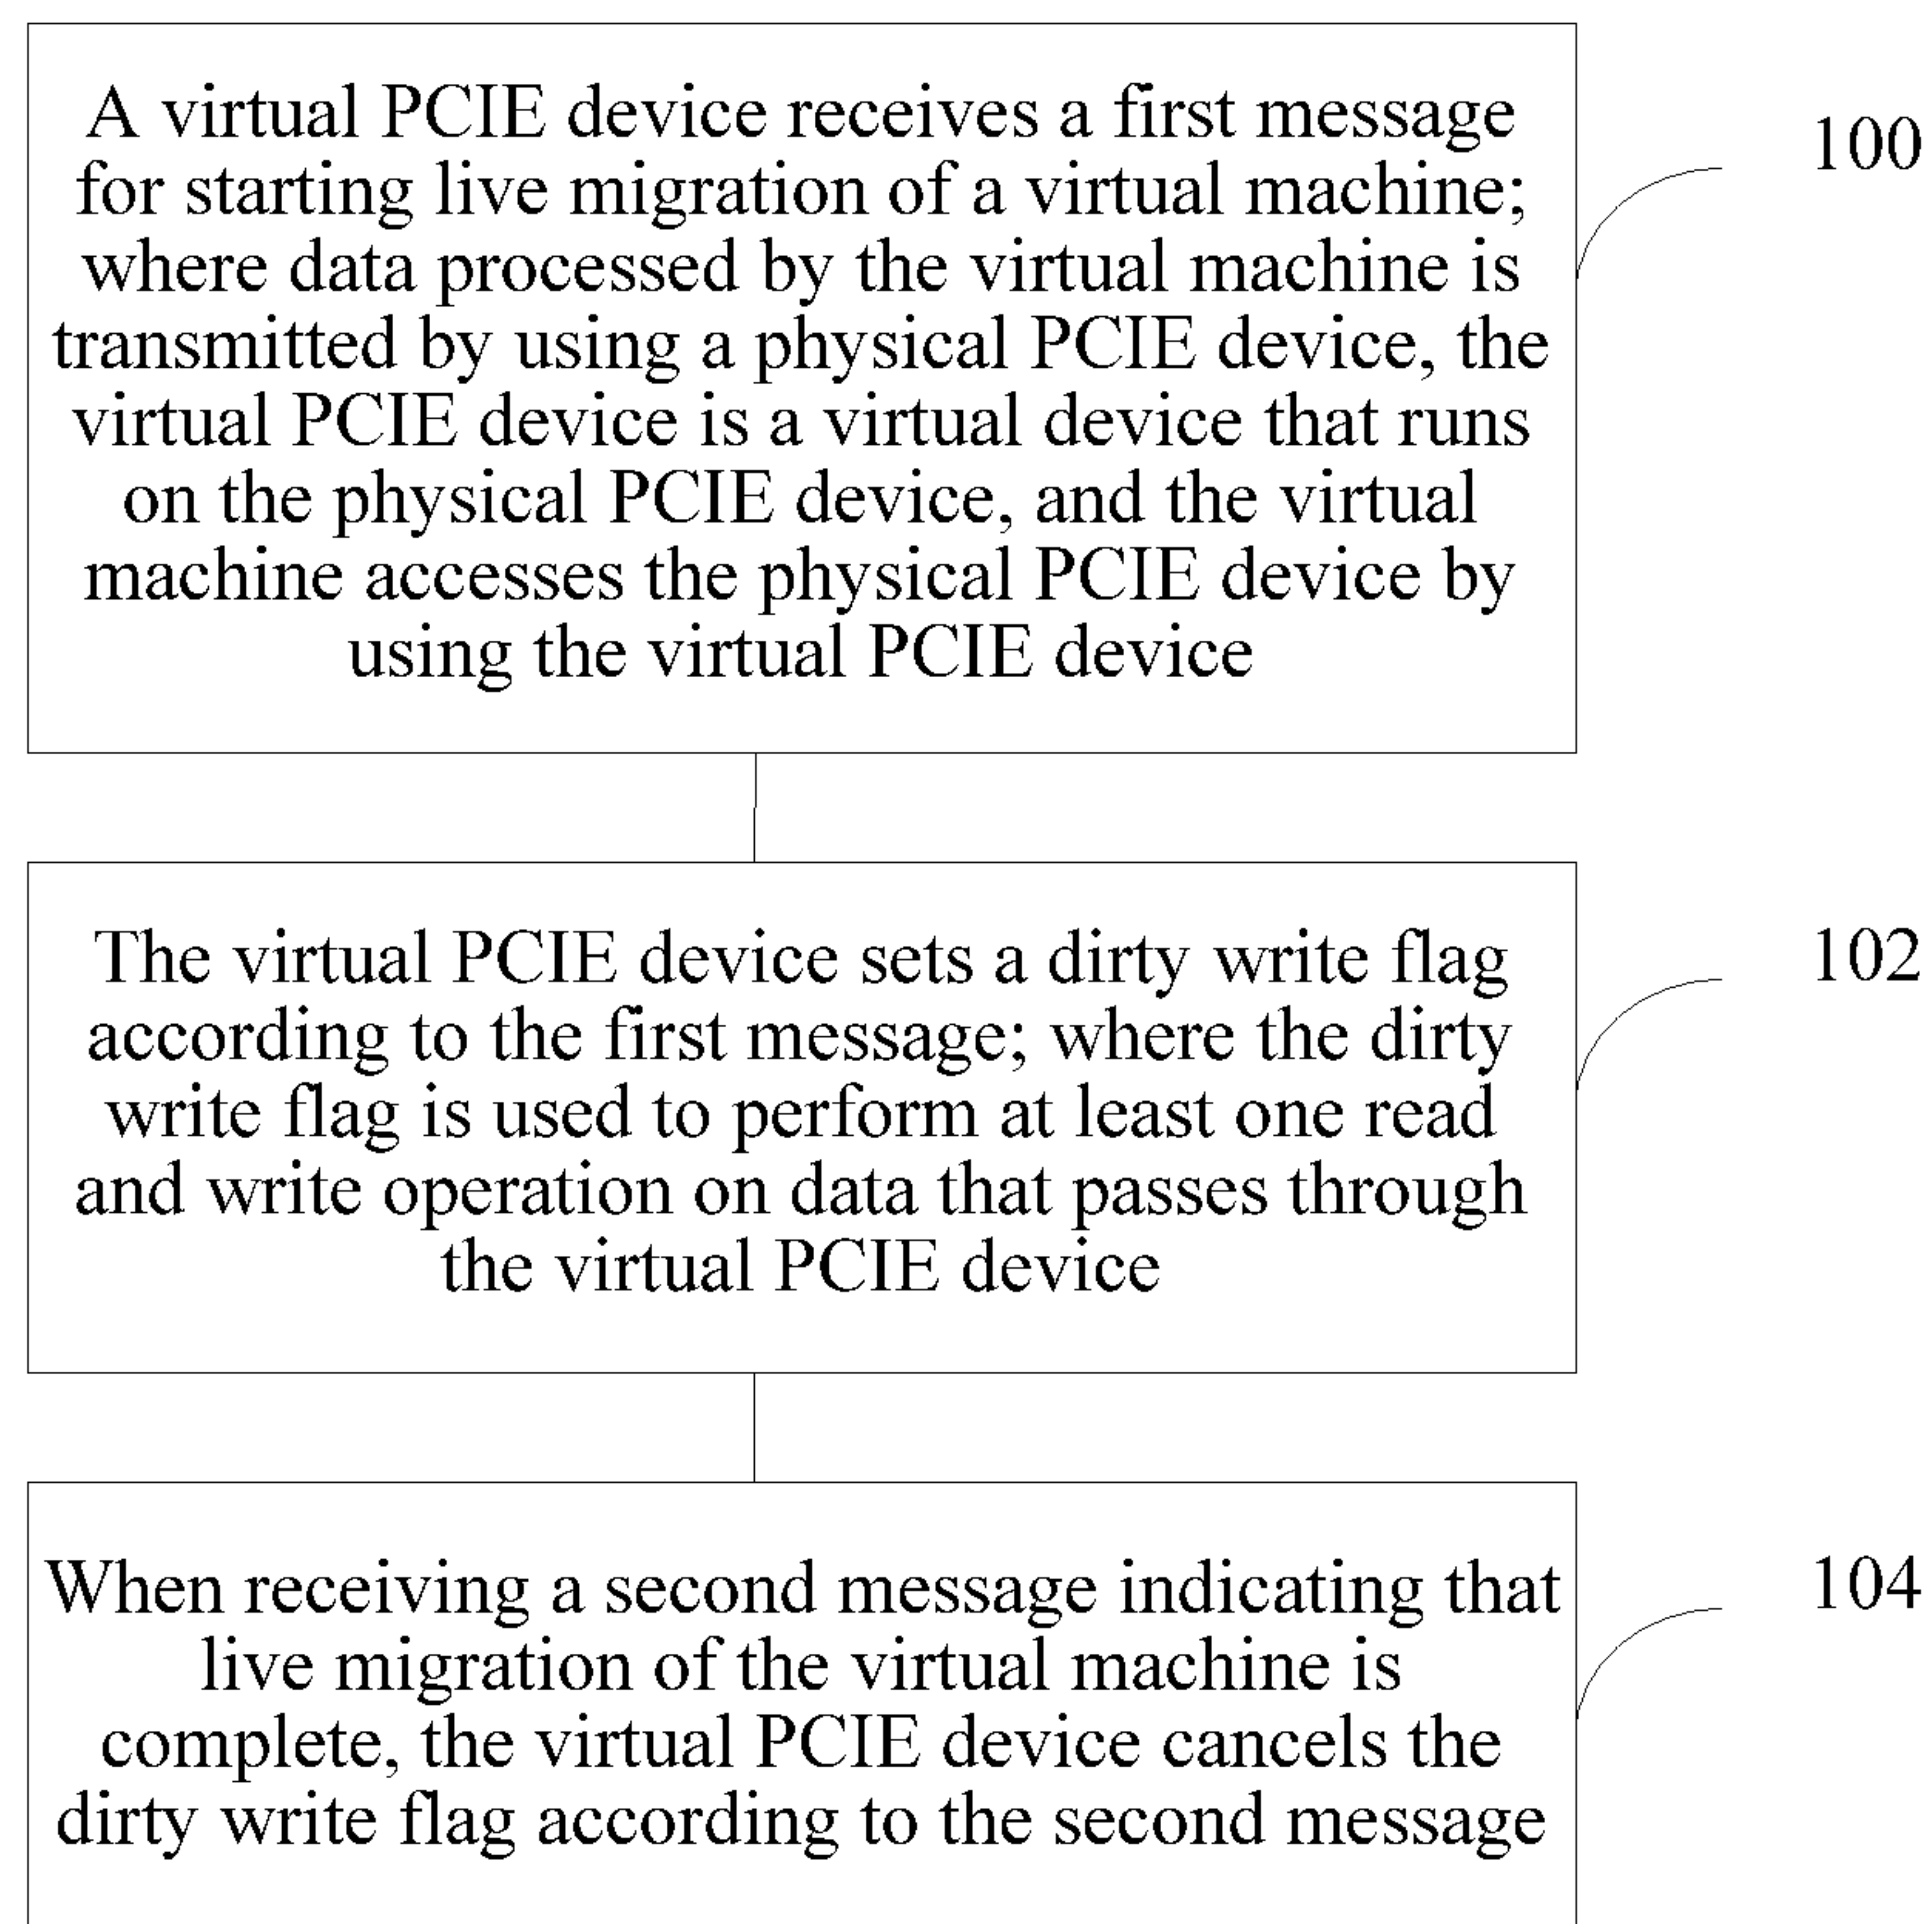 A virtual PCIE device receives a first message
for starting live migration of a virtual machine;
where data processed by the virtual machine is
transmitted by using a physical PCIE device, the
virtual PCIE device is a virtual device that runs
on the physical PCIE device, and the virtual
machine accesses the physical PCIE device by
using the virtual PCIE device
100
The virtual PCIE device sets a dirty write flag
according to the first message; where the dirty
write flag is used to perform at least one read
and write operation on data that passes through
the virtual PCIE device
102
When receiving a second message indicating that
live migration of the virtual machine is
complete, the virtual PCIE device cancels the
dirty write flag according to the second message
104